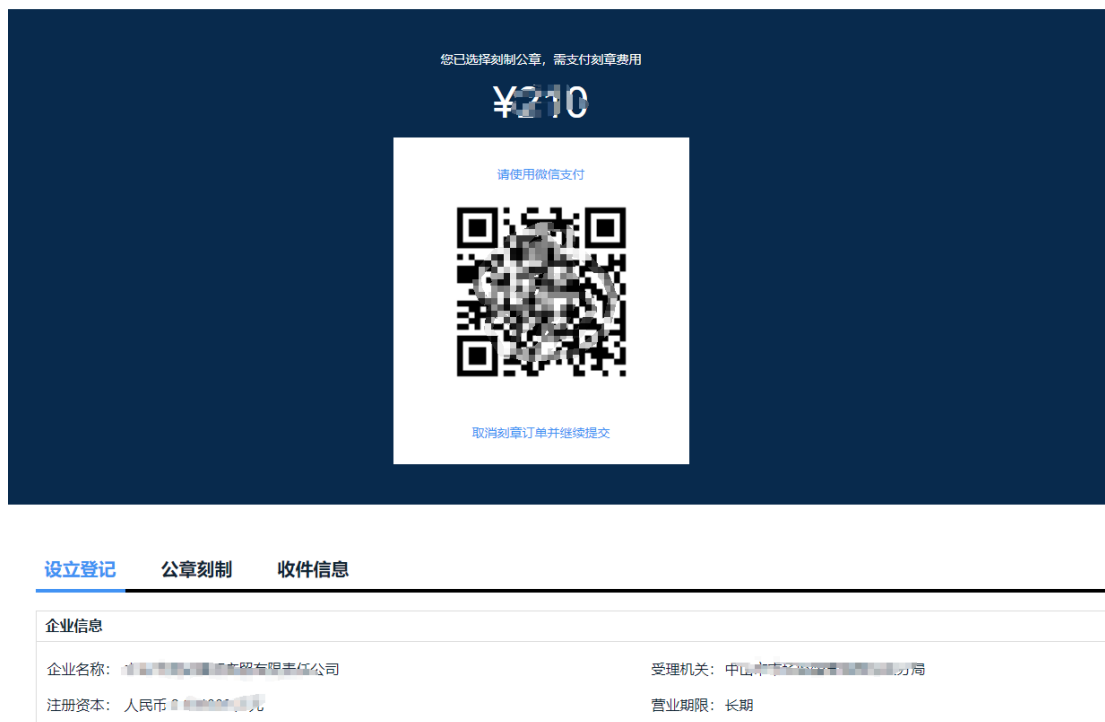 您已选择刻制公章，需支付刻章费用
¥
请使用微信支付
取消刻章订单并继续提交
设立登记 公章刻制 收件信息
企业信息
企业名称： 有限责任公司 受理机关：中山 分局
注册资本：人民币 元 营业期限：长期